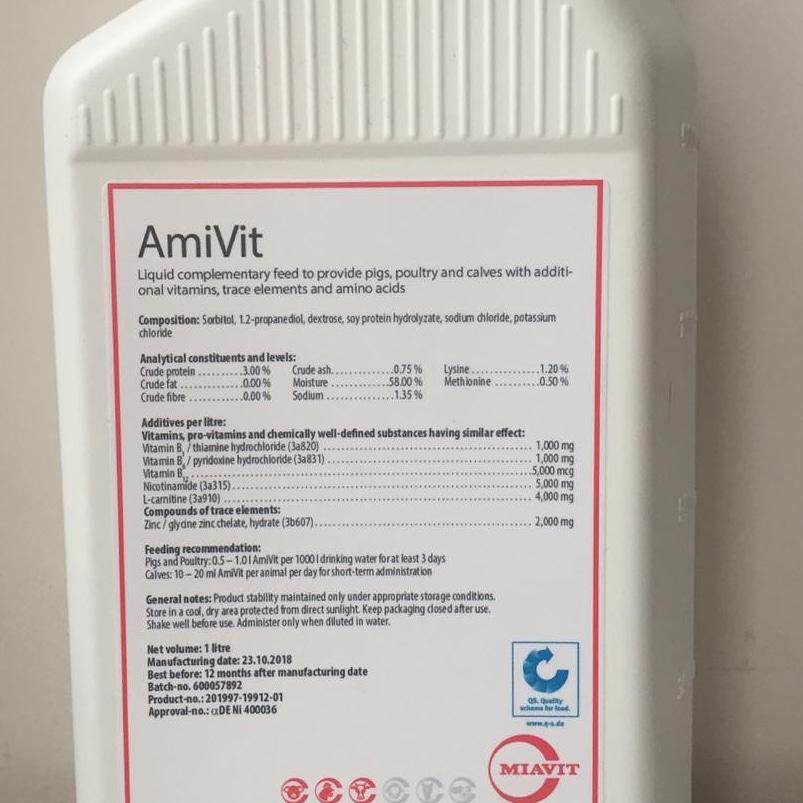 AmiVit
Liquid complementary feed to provide pigs, poultry and calves with additi-
onal vitamins, trace elements and amino acids
Composition: Sorbitol, 1.2-propanediol, dextrose, soy protein hydrolyzate, sodium chloride, potassium
chloride
Analytical constituents and levels:
Crude protein ..........3.00 % Crude ash..............0.75 % Lysine................1.20 %
Crude fat ..............0.00 % Moisture .............58.00 % Methionine ..........0.50 %
Crude fibre ............0.00 % Sodium ..............1.35 %
Additives per litre:
Vitamins, pro-vitamins and chemically well-defined substances having similar effect:
Vitamin B1 / thiamine hydrochloride (3a820) .......... 1,000 mg
Vitamin B6 / pyridoxine hydrochloride (3a831) .......... 1,000 mg
Vitamin B12 .......... 5,000 mcg
Nicotinamide (3a315).......... 5,000 mg
L-carnitine (3a910) .......... 4,000 mg
Compounds of trace elements:
Zinc / glycine zinc chelate, hydrate (3b607).......... 2,000 mg
Feeding recommendation:
Pigs and Poultry: 0.5 – 1.0 l AmiVit per 1000 l drinking water for at least 3 days
Calves: 10 – 20 ml AmiVit per animal per day for short-term administration
General notes: Product stability maintained only under appropriate storage conditions.
Store in a cool, dry area protected from direct sunlight. Keep packaging closed after use.
Shake well before use. Administer only when diluted in water.
Net volume: 1 litre
Manufacturing date: 23.10.2018
Best before: 12 months after manufacturing date
Batch-no. 600057892
Product-no.: 201997-19912-01
Approval-no.: αDE Ni 400036
QS. Quality
scheme for food.
www.q-s.de
MIAVIT